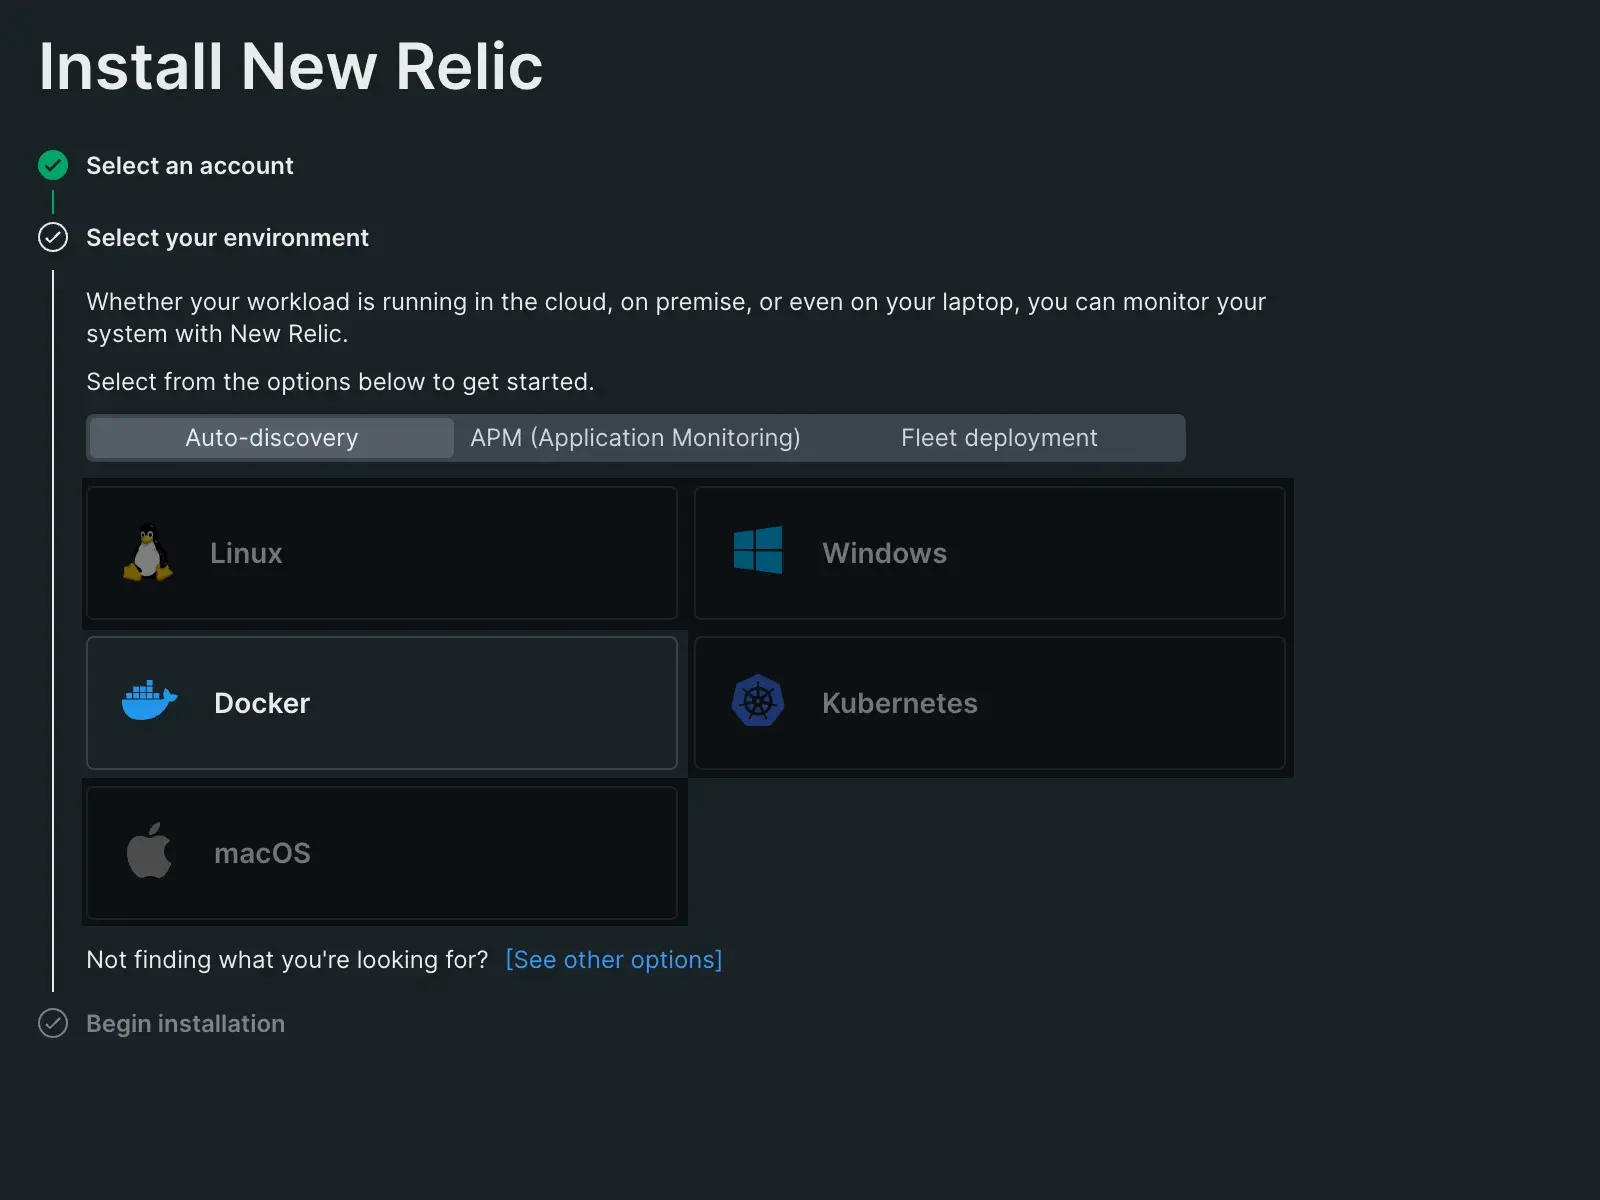 Install New Relic
Select an account
Select your environment
Whether your workload is running in the cloud, on premise, or even on your laptop, you can monitor your
system with New Relic.
Select from the options below to get started.
Auto-discovery
APM (Application Monitoring)
Fleet deployment
Linux
Windows
Docker
Kubernetes
macOS
Not finding what you're looking for? [See other options]
Begin installation